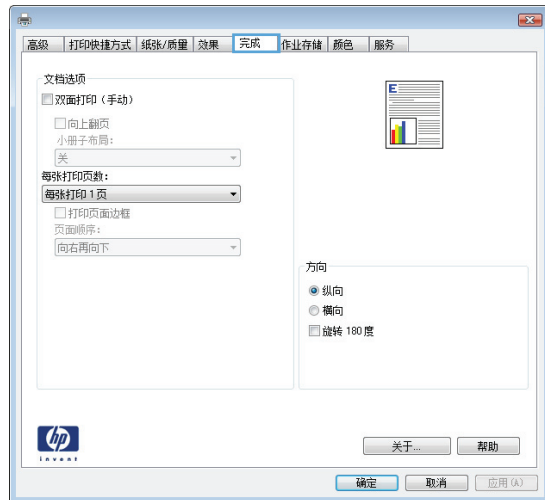 高级 打印快捷方式 纸张/质量 效果 完成 作业存储 颜色 服务
文档选项
双面打印（手动）
向上翻页
小册子布局：
关
每张打印页数：
每张打印 1 页
打印页面边框
页面顺序：
向右再向下
E
方向
纵向
横向
旋转 180 度
hp
invent
关于... 帮助
确定 取消 应用(A)